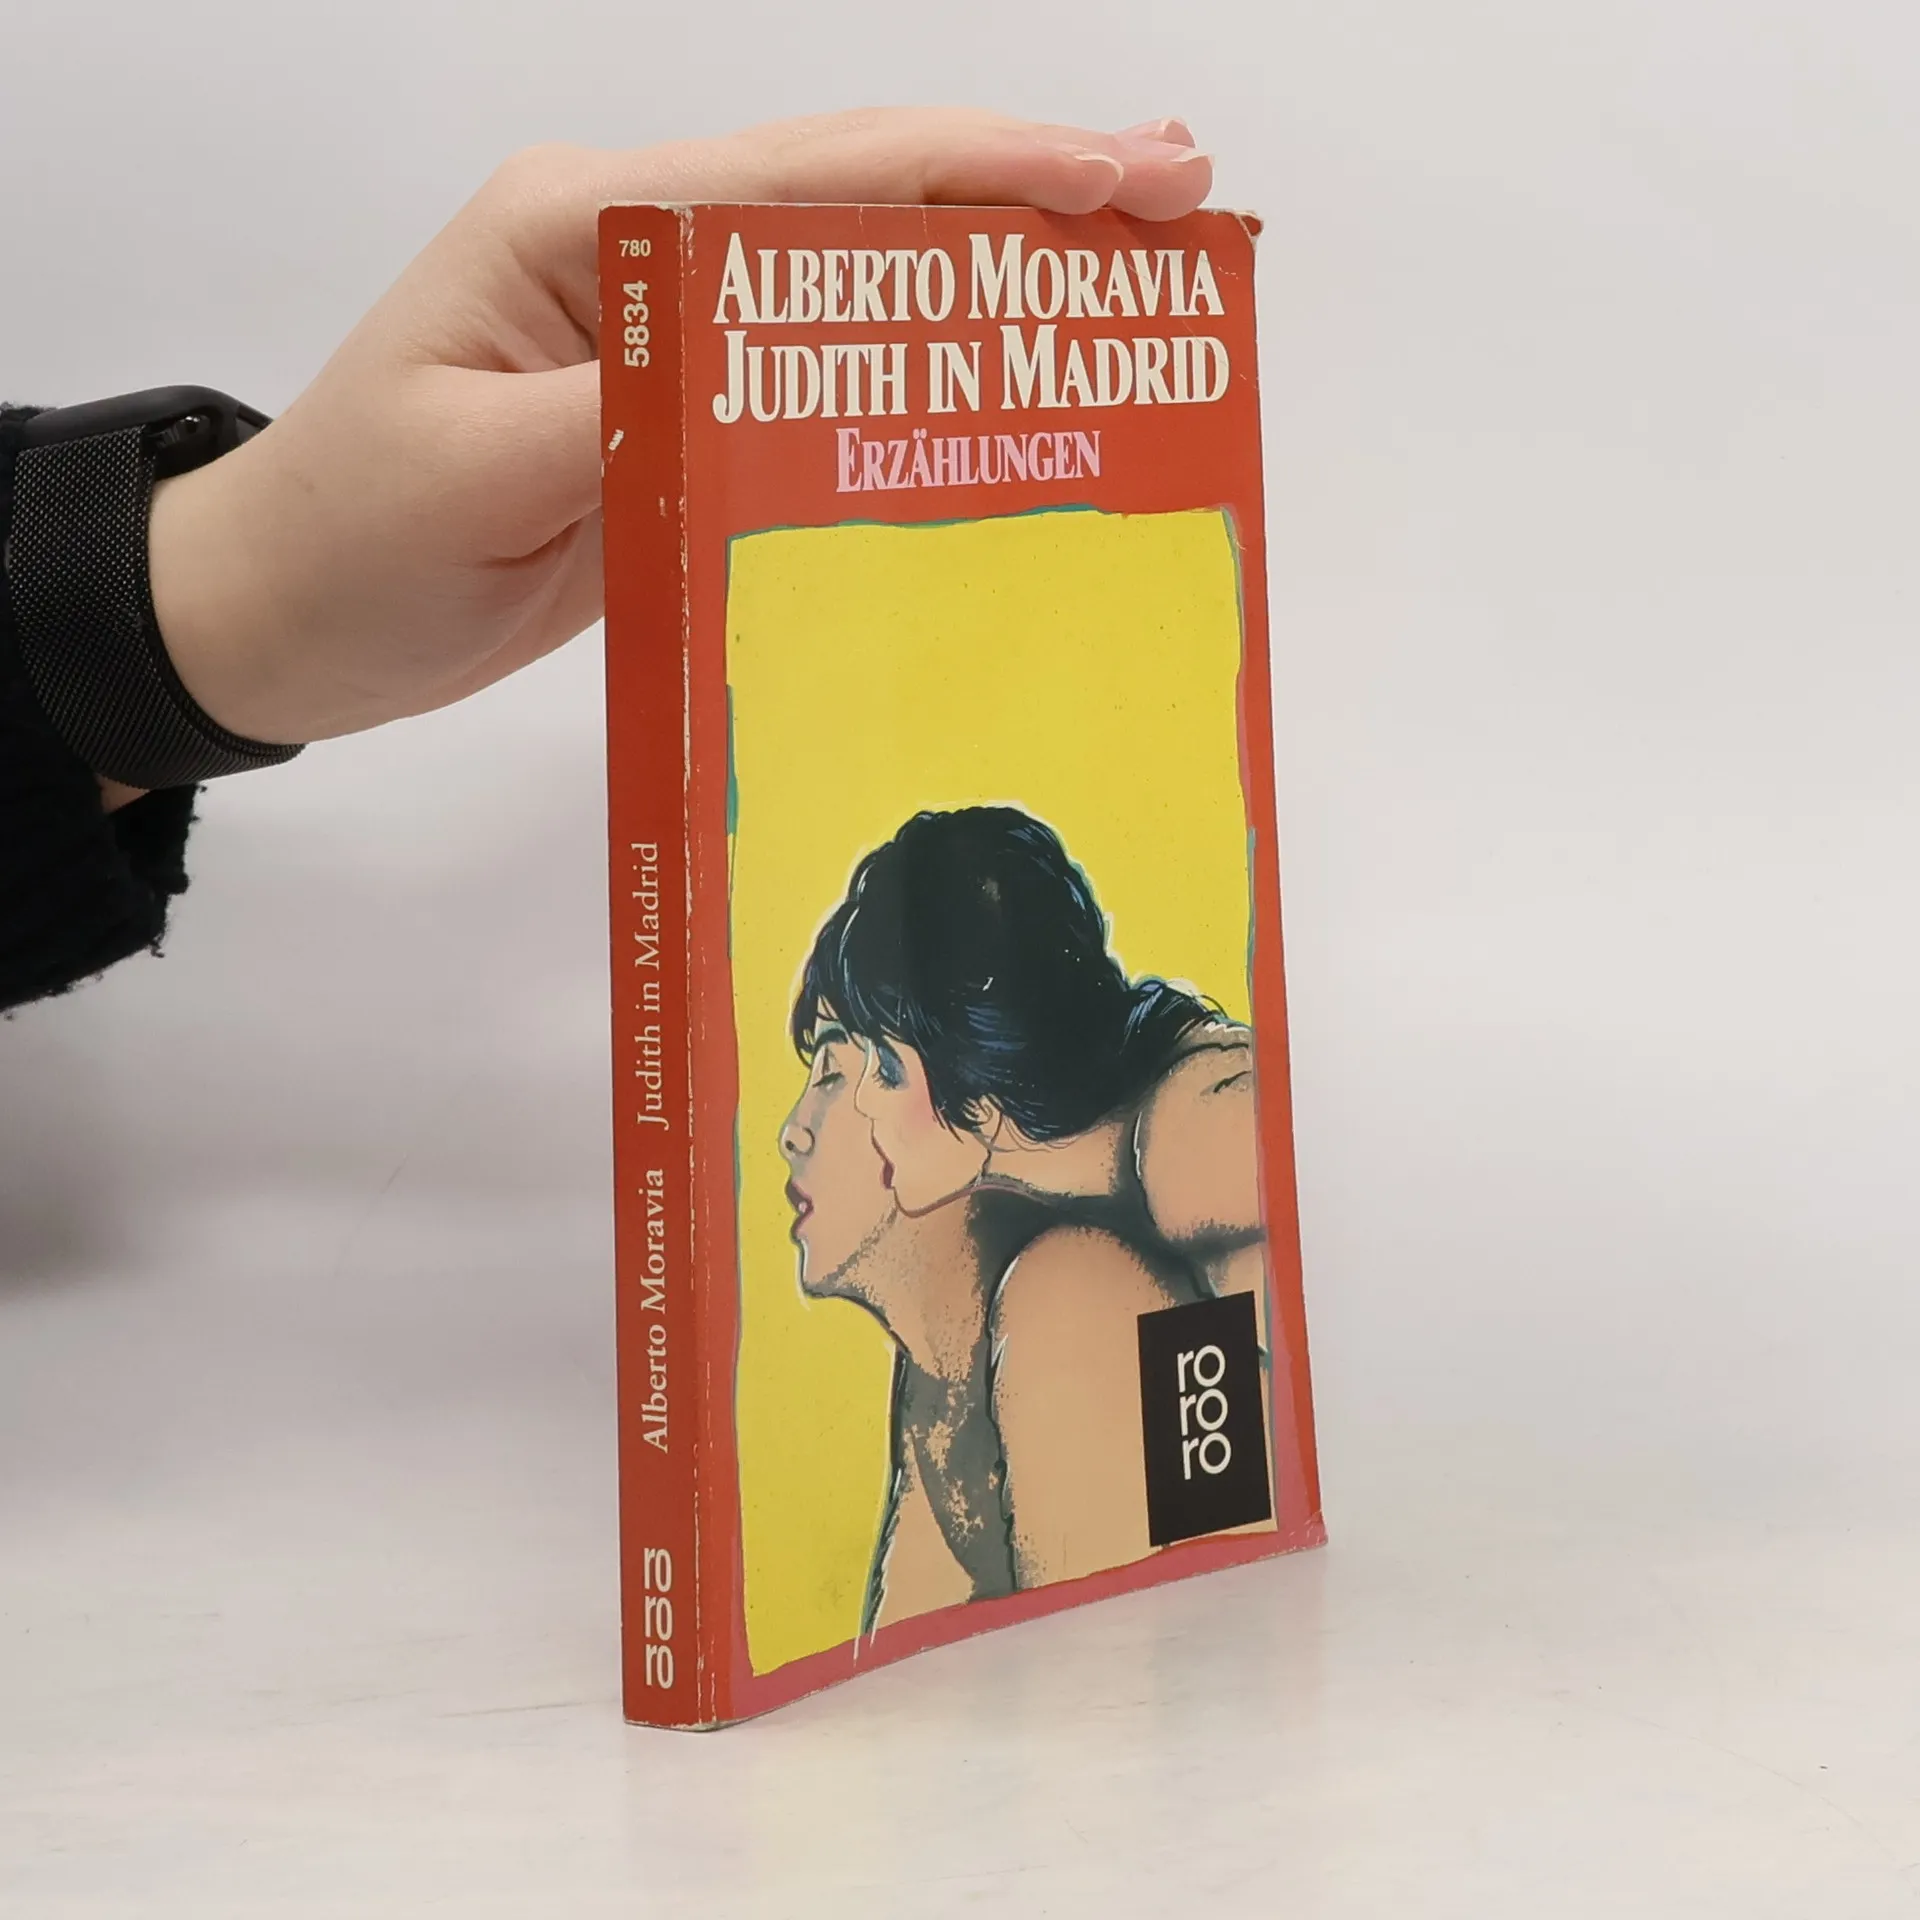 780
5834
Alberto Moravia Judith in Madrid
ro
ro
ro
ALBERTO MORAVIA
JUDITH IN MADRID
ERZÄHLUNGEN
ro
ro
ro